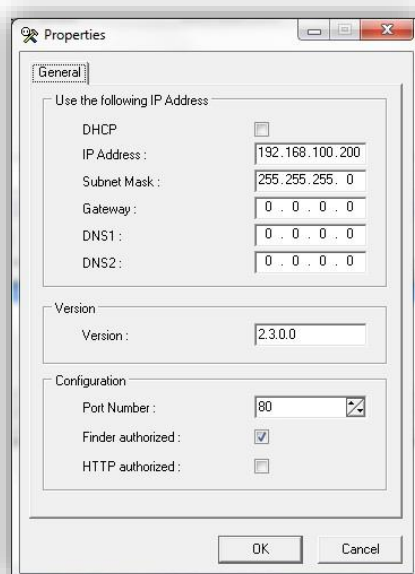 Properties
General
Use the following IP Address
DHCP
IP Address : 192.168.100.200
Subnet Mask : 255.255.255. 0
Gateway : 0 . 0 . 0 . 0
DNS1 : 0 . 0 . 0 . 0
DNS2 : 0 . 0 . 0 . 0
Version
Version : 2.3.0.0
Configuration
Port Number : 80
Finder authorized :
HTTP authorized :
OK Cancel